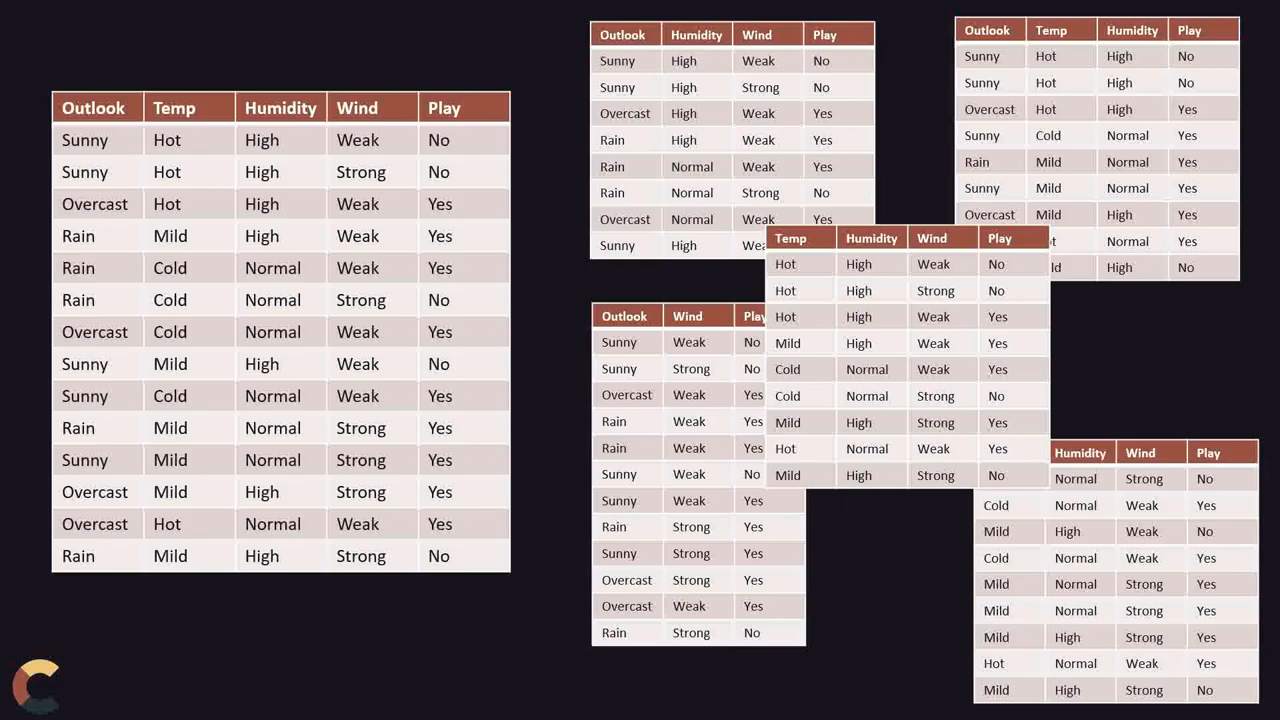 Outlook Temp Humidity Wind Play
Sunny Hot High Weak No
Sunny Hot High Strong No
Overcast Hot High Weak Yes
Rain Mild High Weak Yes
Rain Cold Normal Weak Yes
Rain Cold Normal Strong No
Overcast Cold Normal Weak Yes
Sunny Mild High Weak No
Sunny Cold Normal Weak Yes
Rain Mild Normal Strong Yes
Sunny Mild Normal Strong Yes
Overcast Mild High Strong Yes
Overcast Hot Normal Weak Yes
Rain Mild High Strong No
Outlook Humidity Wind Play
Sunny High Weak No
Sunny High Strong No
Overcast High Weak Yes
Rain High Weak Yes
Rain Normal Weak Yes
Rain Normal Strong No
Overcast Normal Weak Yes
Sunny High
Outlook Temp Humidity Play
Sunny Hot High No
Sunny Hot High No
Overcast Hot High Yes
Sunny Cold Normal Yes
Rain Mild Normal Yes
Sunny Mild Normal Yes
Overcast Mild High Yes
Normal Yes
High No
Temp Humidity Wind Play
Hot High Weak No
Hot High Strong No
Hot High Weak Yes
Mild High Weak Yes
Cold Normal Weak Yes
Cold Normal Strong No
Mild High Strong Yes
Hot Normal Weak Yes
Mild High Strong No
Outlook Wind Play
Sunny Weak No
Sunny Strong No
Overcast Weak Yes
Rain Weak Yes
Rain Weak Yes
Sunny Weak No
Sunny Weak Yes
Rain Strong Yes
Sunny Strong Yes
Overcast Strong Yes
Overcast Weak Yes
Rain Strong No
Humidity Wind Play
Normal Strong No
Cold Normal Weak Yes
Mild High Weak No
Cold Normal Weak Yes
Mild Normal Strong Yes
Mild Normal Strong Yes
Mild High Strong Yes
Hot Normal Weak Yes
Mild High Strong No